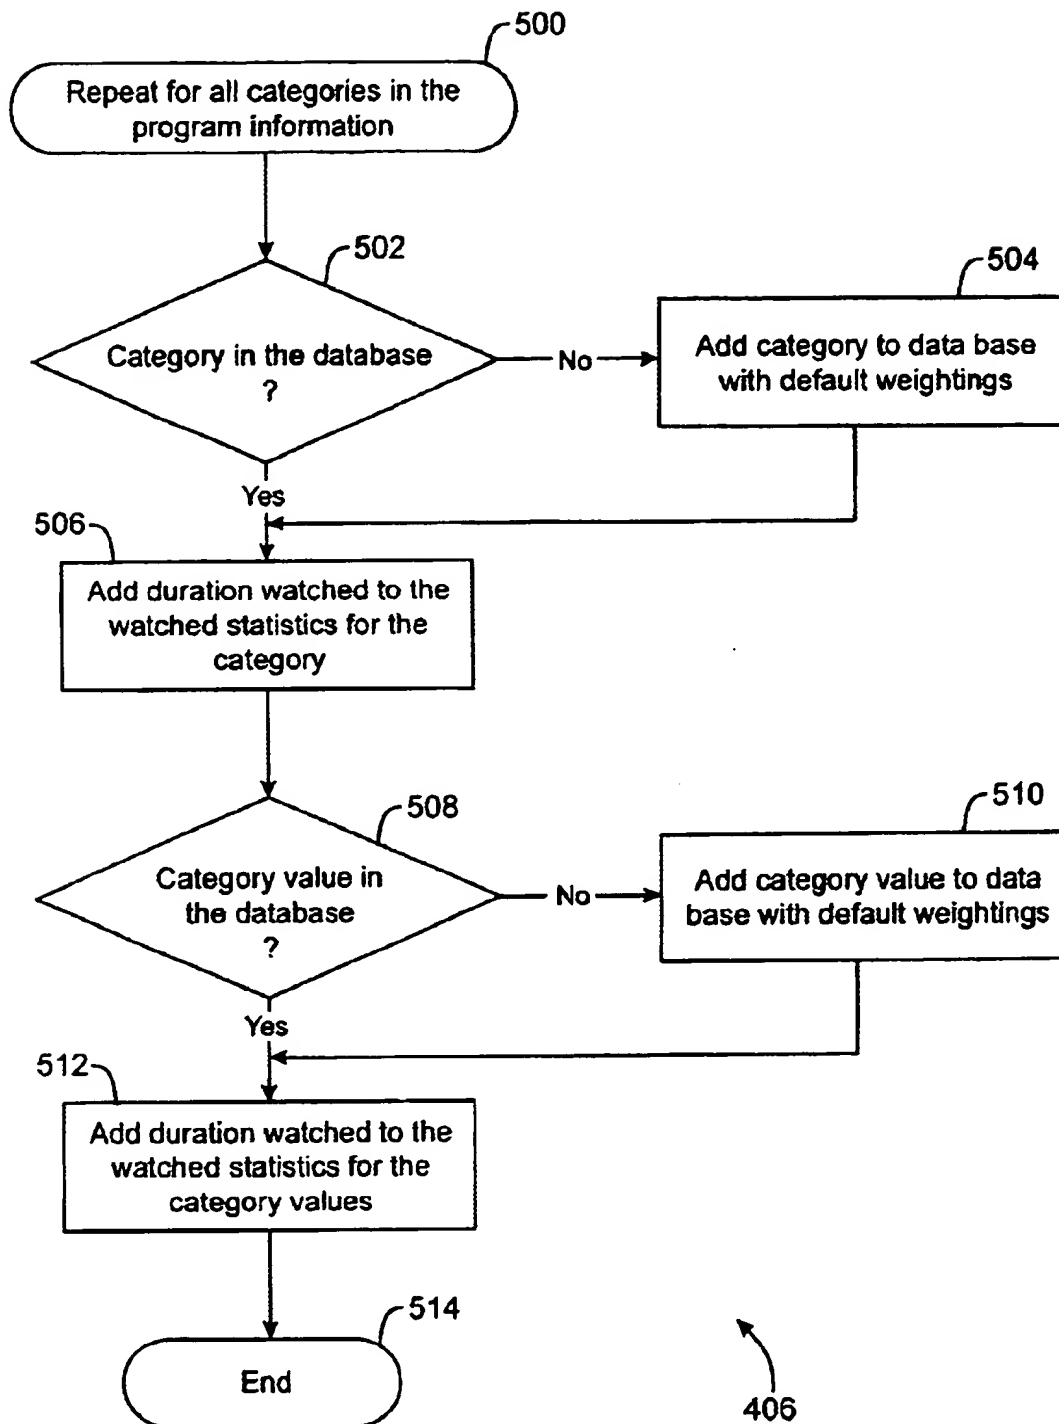 500
Repeat for all categories in the
program information
502
Category in the database
?
No
504
Add category to data base
with default weightings
Yes
506
Add duration watched to the
watched statistics for the
category
508
Category value in
the database
?
No
510
Add category value to data
base with default weightings
Yes
512
Add duration watched to the
watched statistics for the
category values
514
End
406